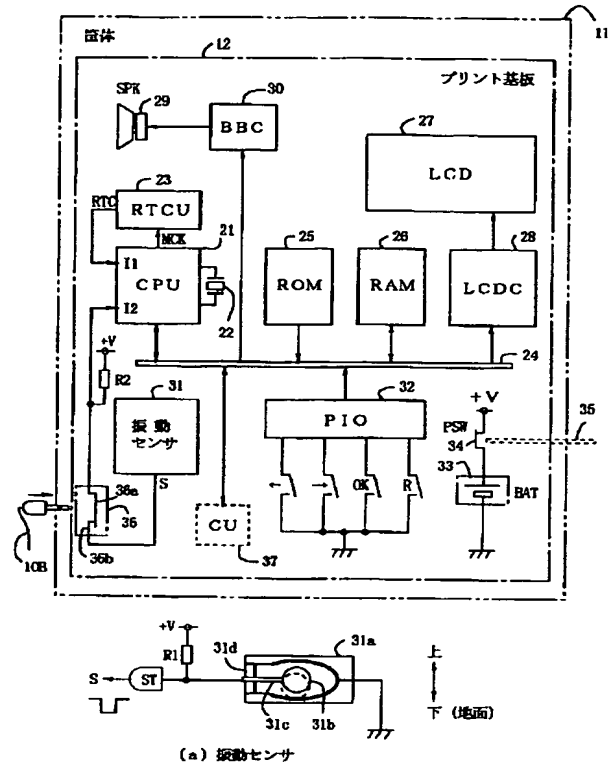 11
筐体
12
プリント基板
SPK
29
30
BBC
27
LCD
RTC
23
RTCU
MCK
21
I1
CPU
I2
22
25
ROM
26
RAM
28
LCDC
24
+V
R2
31
振動
センサ
S
32
PIO
+V
PSW
34
35
33
BAT
← → OK R
36a
36
36b
10B
CU
37
+V
R1
S
ST
31d
31a
31c
31b
上
下 (地面)
(a) 振動センサ